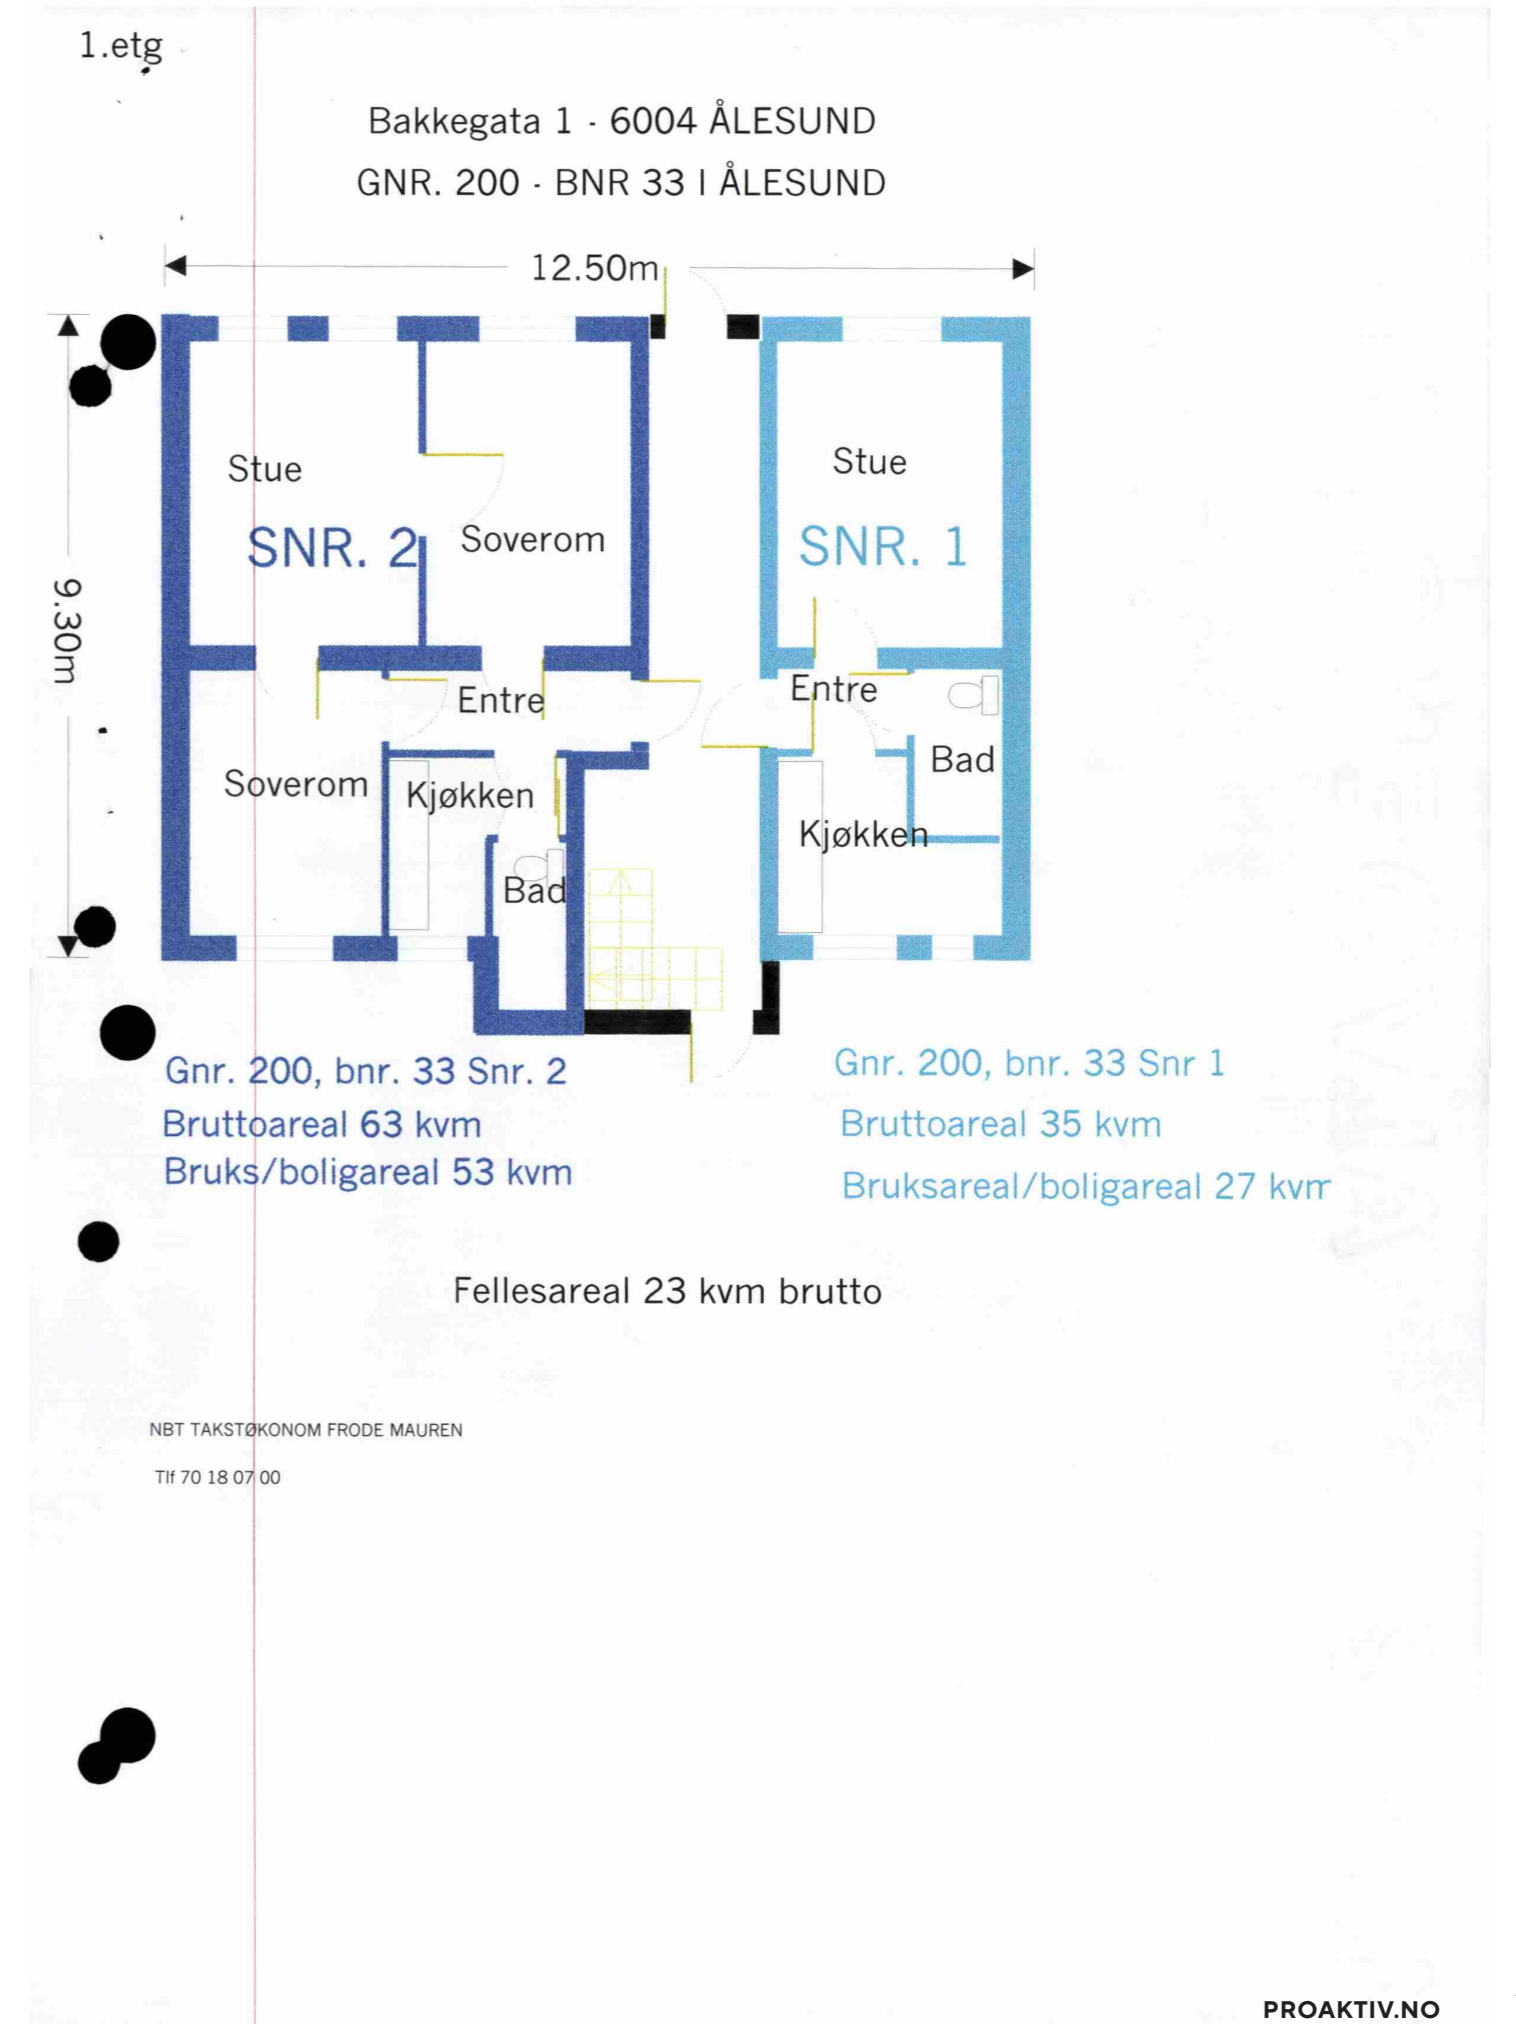 1.etg
Bakkegata 1 - 6004 ÅLESUND
GNR. 200 - BNR 33 I ÅLESUND
12.50m
9.30m
Stue
SNR. 2
Soverom
Stue
SNR. 1
Entre
Entre
Soverom
Kjøkken
Bad
Bad
Kjøkken
Gnr. 200, bnr. 33 Snr. 2
Bruttoareal 63 kvm
Bruks/boligareal 53 kvm
Gnr. 200, bnr. 33 Snr 1
Bruttoareal 35 kvm
Bruksareal/boligareal 27 kvm
Fellesareal 23 kvm brutto
NBT TAKSTØKONOM FRODE MAUREN
Tlf 70 18 07 00
PROAKTIV.NO